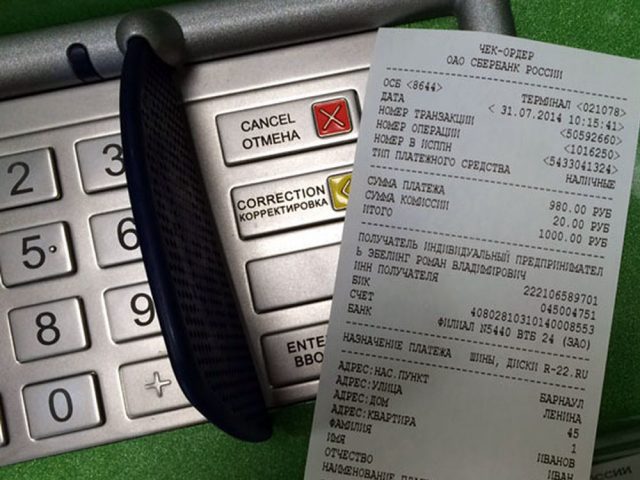 CANCEL
ОТМЕНА
CORRECTION
КОРРЕКТИРОВКА
2
3
5
6
8
9
0
ЧЕК-ОРДЕР
ОАО СБЕРБАНК РОССИИ
ОСБ <8644> ТЕРМИНАЛ <021078>
ДАТА < 31.07.2014 10:15:41>
НОМЕР ТРАНЗАКЦИИ <50592660>
НОМЕР ОПЕРАЦИИ <1016250>
НОМЕР В ИСППН <5433041324>
ТИП ПЛАТЕЖНОГО СРЕДСТВА НАЛИЧНЫЕ
СУММА ПЛАТЕЖА 980.00 РУБ
СУММА КОМИССИИ 20.00 РУБ
ИТОГО 1000.00 РУБ
ПОЛУЧАТЕЛЬ ИНДИВИДУАЛЬНЫЙ ПРЕДПРИНИМАТЕЛ
Ь ЭБЕЛИНГ РОМАН ВЛАДИМИРОВИЧ
ИНН ПОЛУЧАТЕЛЯ 222106589701
БИК 045004751
СЧЕТ 40802810310140008553
БАНК ФИЛИАЛ N5440 ВТБ 24 (ЗАО)
НАЗНАЧЕНИЕ ПЛАТЕЖА ШИНЫ, ДИСКИ R-22.RU
АДРЕС:НАС.ПУНКТ БАРНАУЛ
АДРЕС:УЛИЦА ЛЕНИНА
АДРЕС:ДОМ 45
АДРЕС:КВАРТИРА 1
ФАМИЛИЯ ИВАНОВ
ИМЯ ИВАН
ОТЧЕСТВО